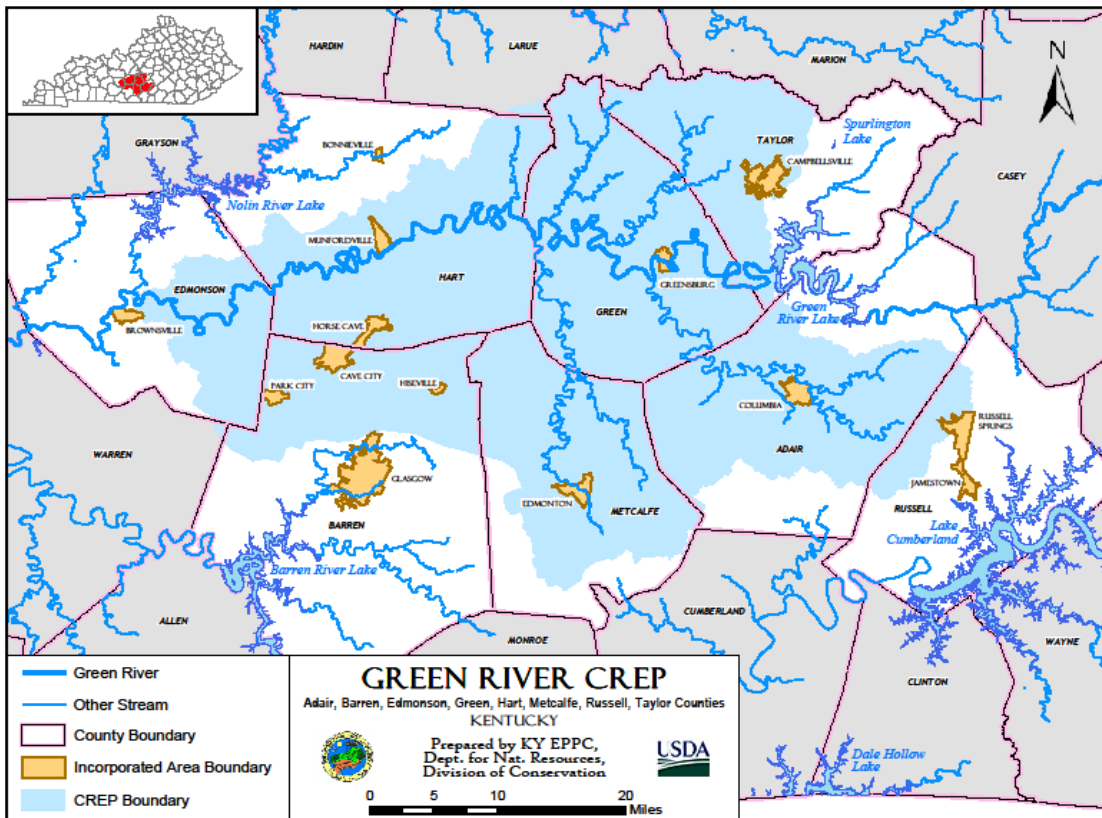 HARDIN
LARUE
MARION
N
GRAYSON
BONNIEVILLE
TAYLOR
Spurlington
Lake
CAMPBELLSVILLE
CASEY
Nolin River Lake
MUNFORDVILLE
HART
GREENSBURG
EDMONSON
GREEN
Green
River Lake
BROWNSVILLE
HORSE CAVE
CAVE CITY
PARK CITY
HISEVILLE
COLUMBIA
RUSSELL
SPRINGS
WARREN
ADAIR
GLASGOW
EDMONTON
METCALFE
JAMESTOWN
RUSSELL
BARREN
Lake
Cumberland
Barren River Lake
ALLEN
CUMBERLAND
MONROE
WAYNE
CLINTON
Dale Hollow
Lake
Green River
Other Stream
County Boundary
Incorporated Area Boundary
CREP Boundary
GREEN RIVER CREP
Adair, Barren, Edmonson, Green, Hart, Metcalfe, Russell, Taylor Counties
KENTUCKY
Prepared by KY EPPC,
Dept. for Nat. Resources,
Division of Conservation
USDA
0 5 10 20
Miles